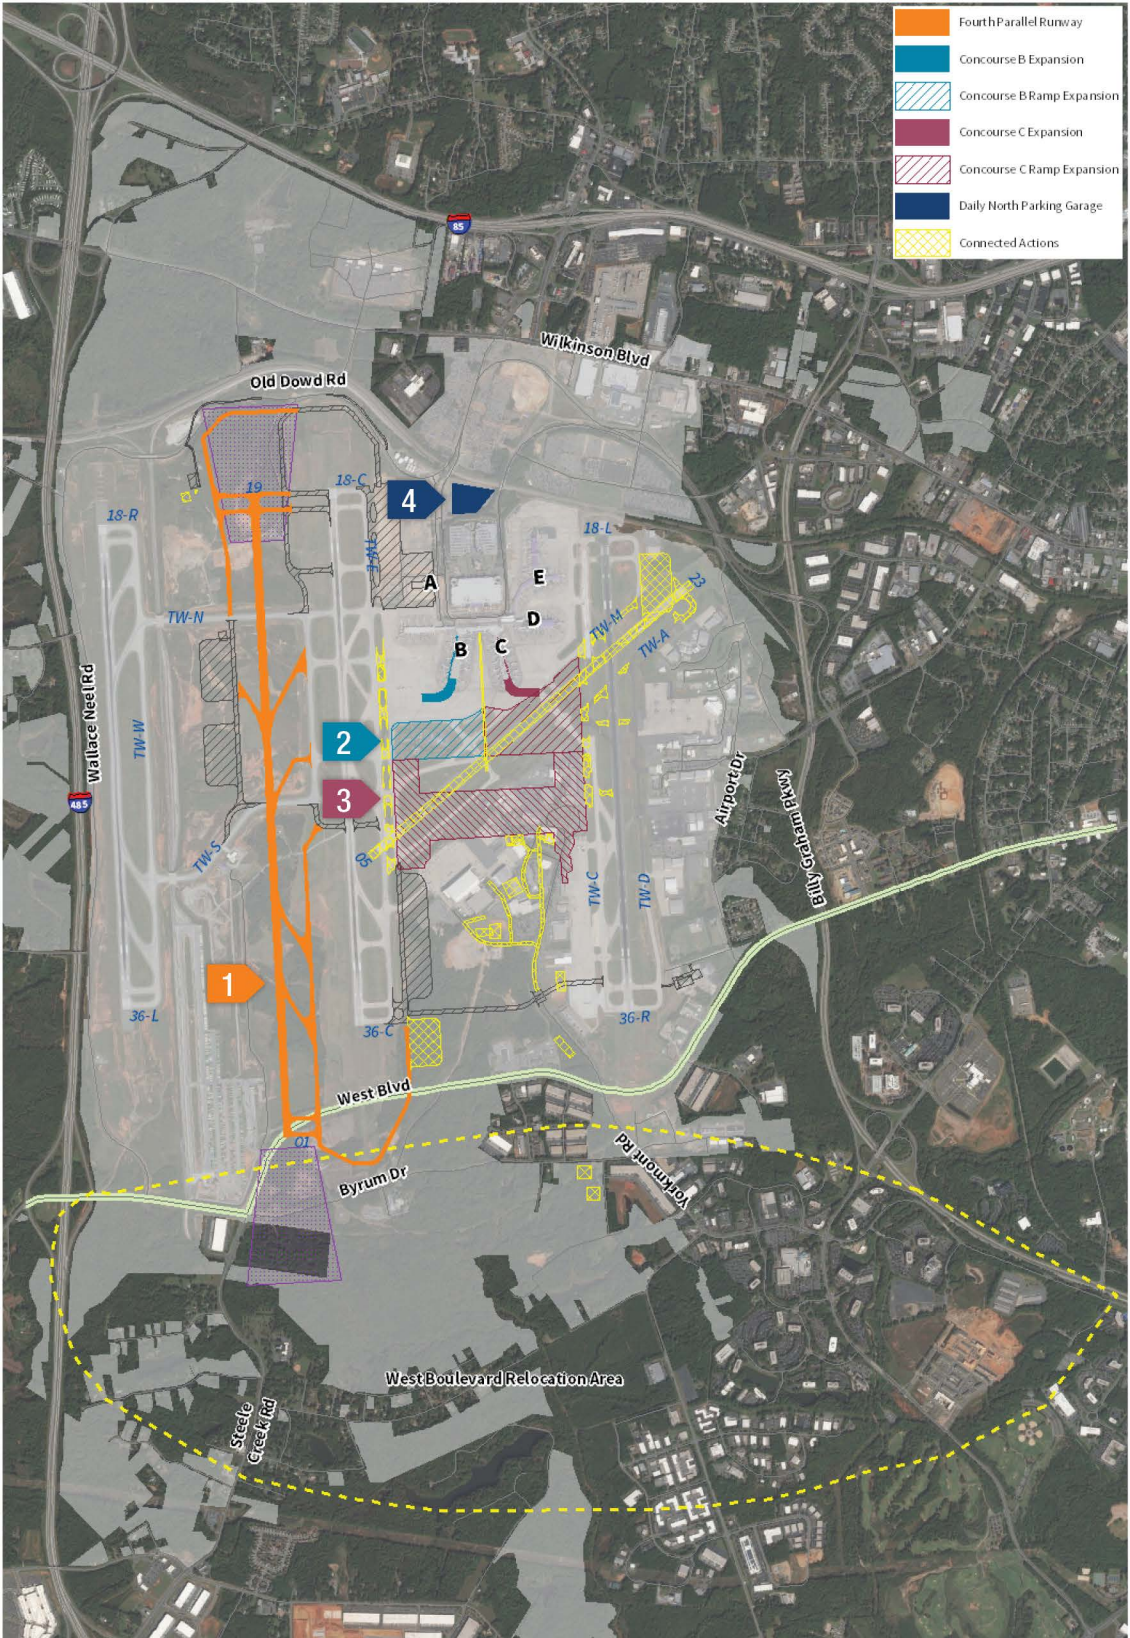 Fourth Parallel Runway
Concourse B Expansion
Concourse B Ramp Expansion
Concourse C Expansion
Concourse C Ramp Expansion
Daily North Parking Garage
Connected Actions
85
Wilkinson Blvd
Old Dowd Rd
19
18-C
4
18-R
18-L
TW-E
A
E
23
TW-N
D
TW-M
TW-A
B
C
Wallace Neel Rd
TW-W
2
485
3
Airport Dr
Billy Graham Pkwy
TW-S
05
TW-C
TW-D
1
36-L
36-C
36-R
West Blvd
01
Byrum Dr
Yorkmont Rd
West Boulevard Relocation Area
Steele
Creek Rd